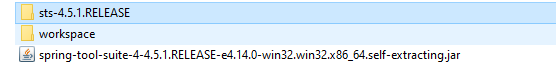 sts-4.5.1.RELEASE
workspace
spring-tool-suite-4-4.5.1.RELEASE-e4.14.0-win32.win32.x86_64.self-extracting.jar